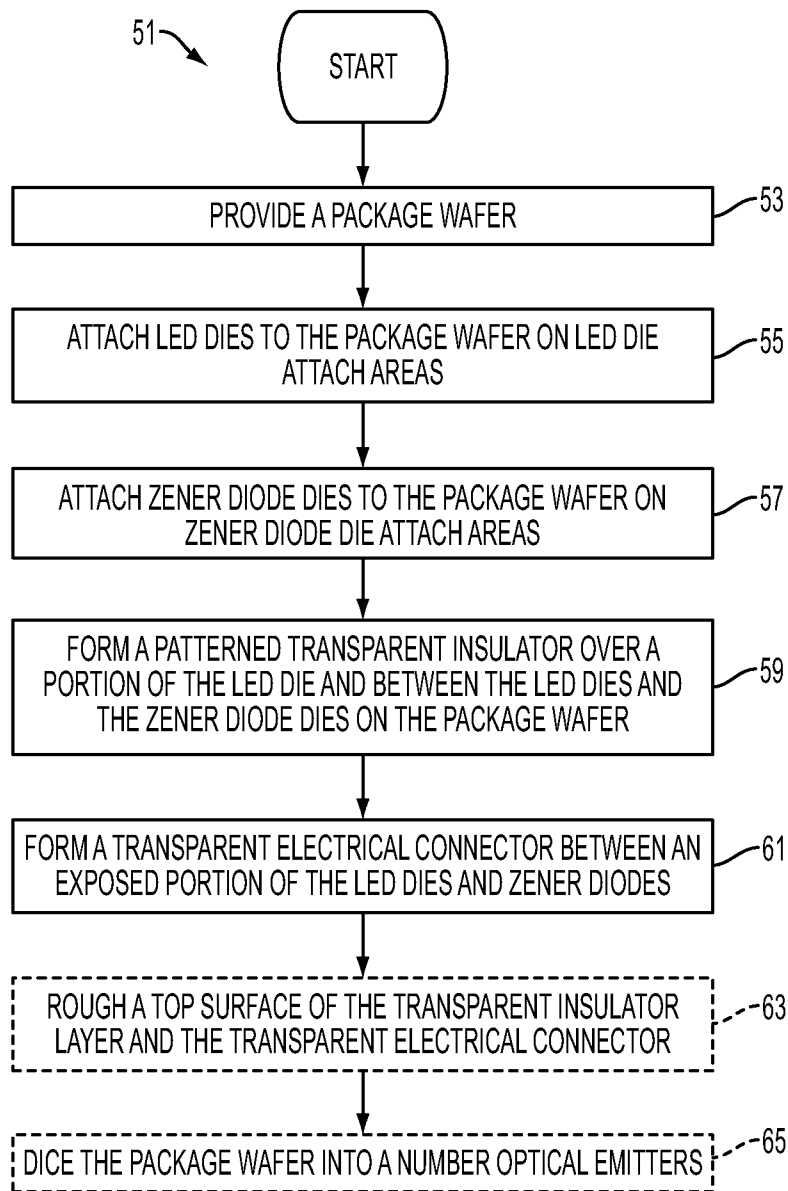 51
START
PROVIDE A PACKAGE WAFER
53
ATTACH LED DIES TO THE PACKAGE WAFER ON LED DIE
ATTACH AREAS
55
ATTACH ZENER DIODE DIES TO THE PACKAGE WAFER ON
ZENER DIODE DIE ATTACH AREAS
57
FORM A PATTERNED TRANSPARENT INSULATOR OVER A
PORTION OF THE LED DIE AND BETWEEN THE LED DIES AND
THE ZENER DIODE DIES ON THE PACKAGE WAFER
59
FORM A TRANSPARENT ELECTRICAL CONNECTOR BETWEEN AN
EXPOSED PORTION OF THE LED DIES AND ZENER DIODES
61
ROUGH A TOP SURFACE OF THE TRANSPARENT INSULATOR
LAYER AND THE TRANSPARENT ELECTRICAL CONNECTOR
63
DICE THE PACKAGE WAFER INTO A NUMBER OPTICAL EMITTERS
65